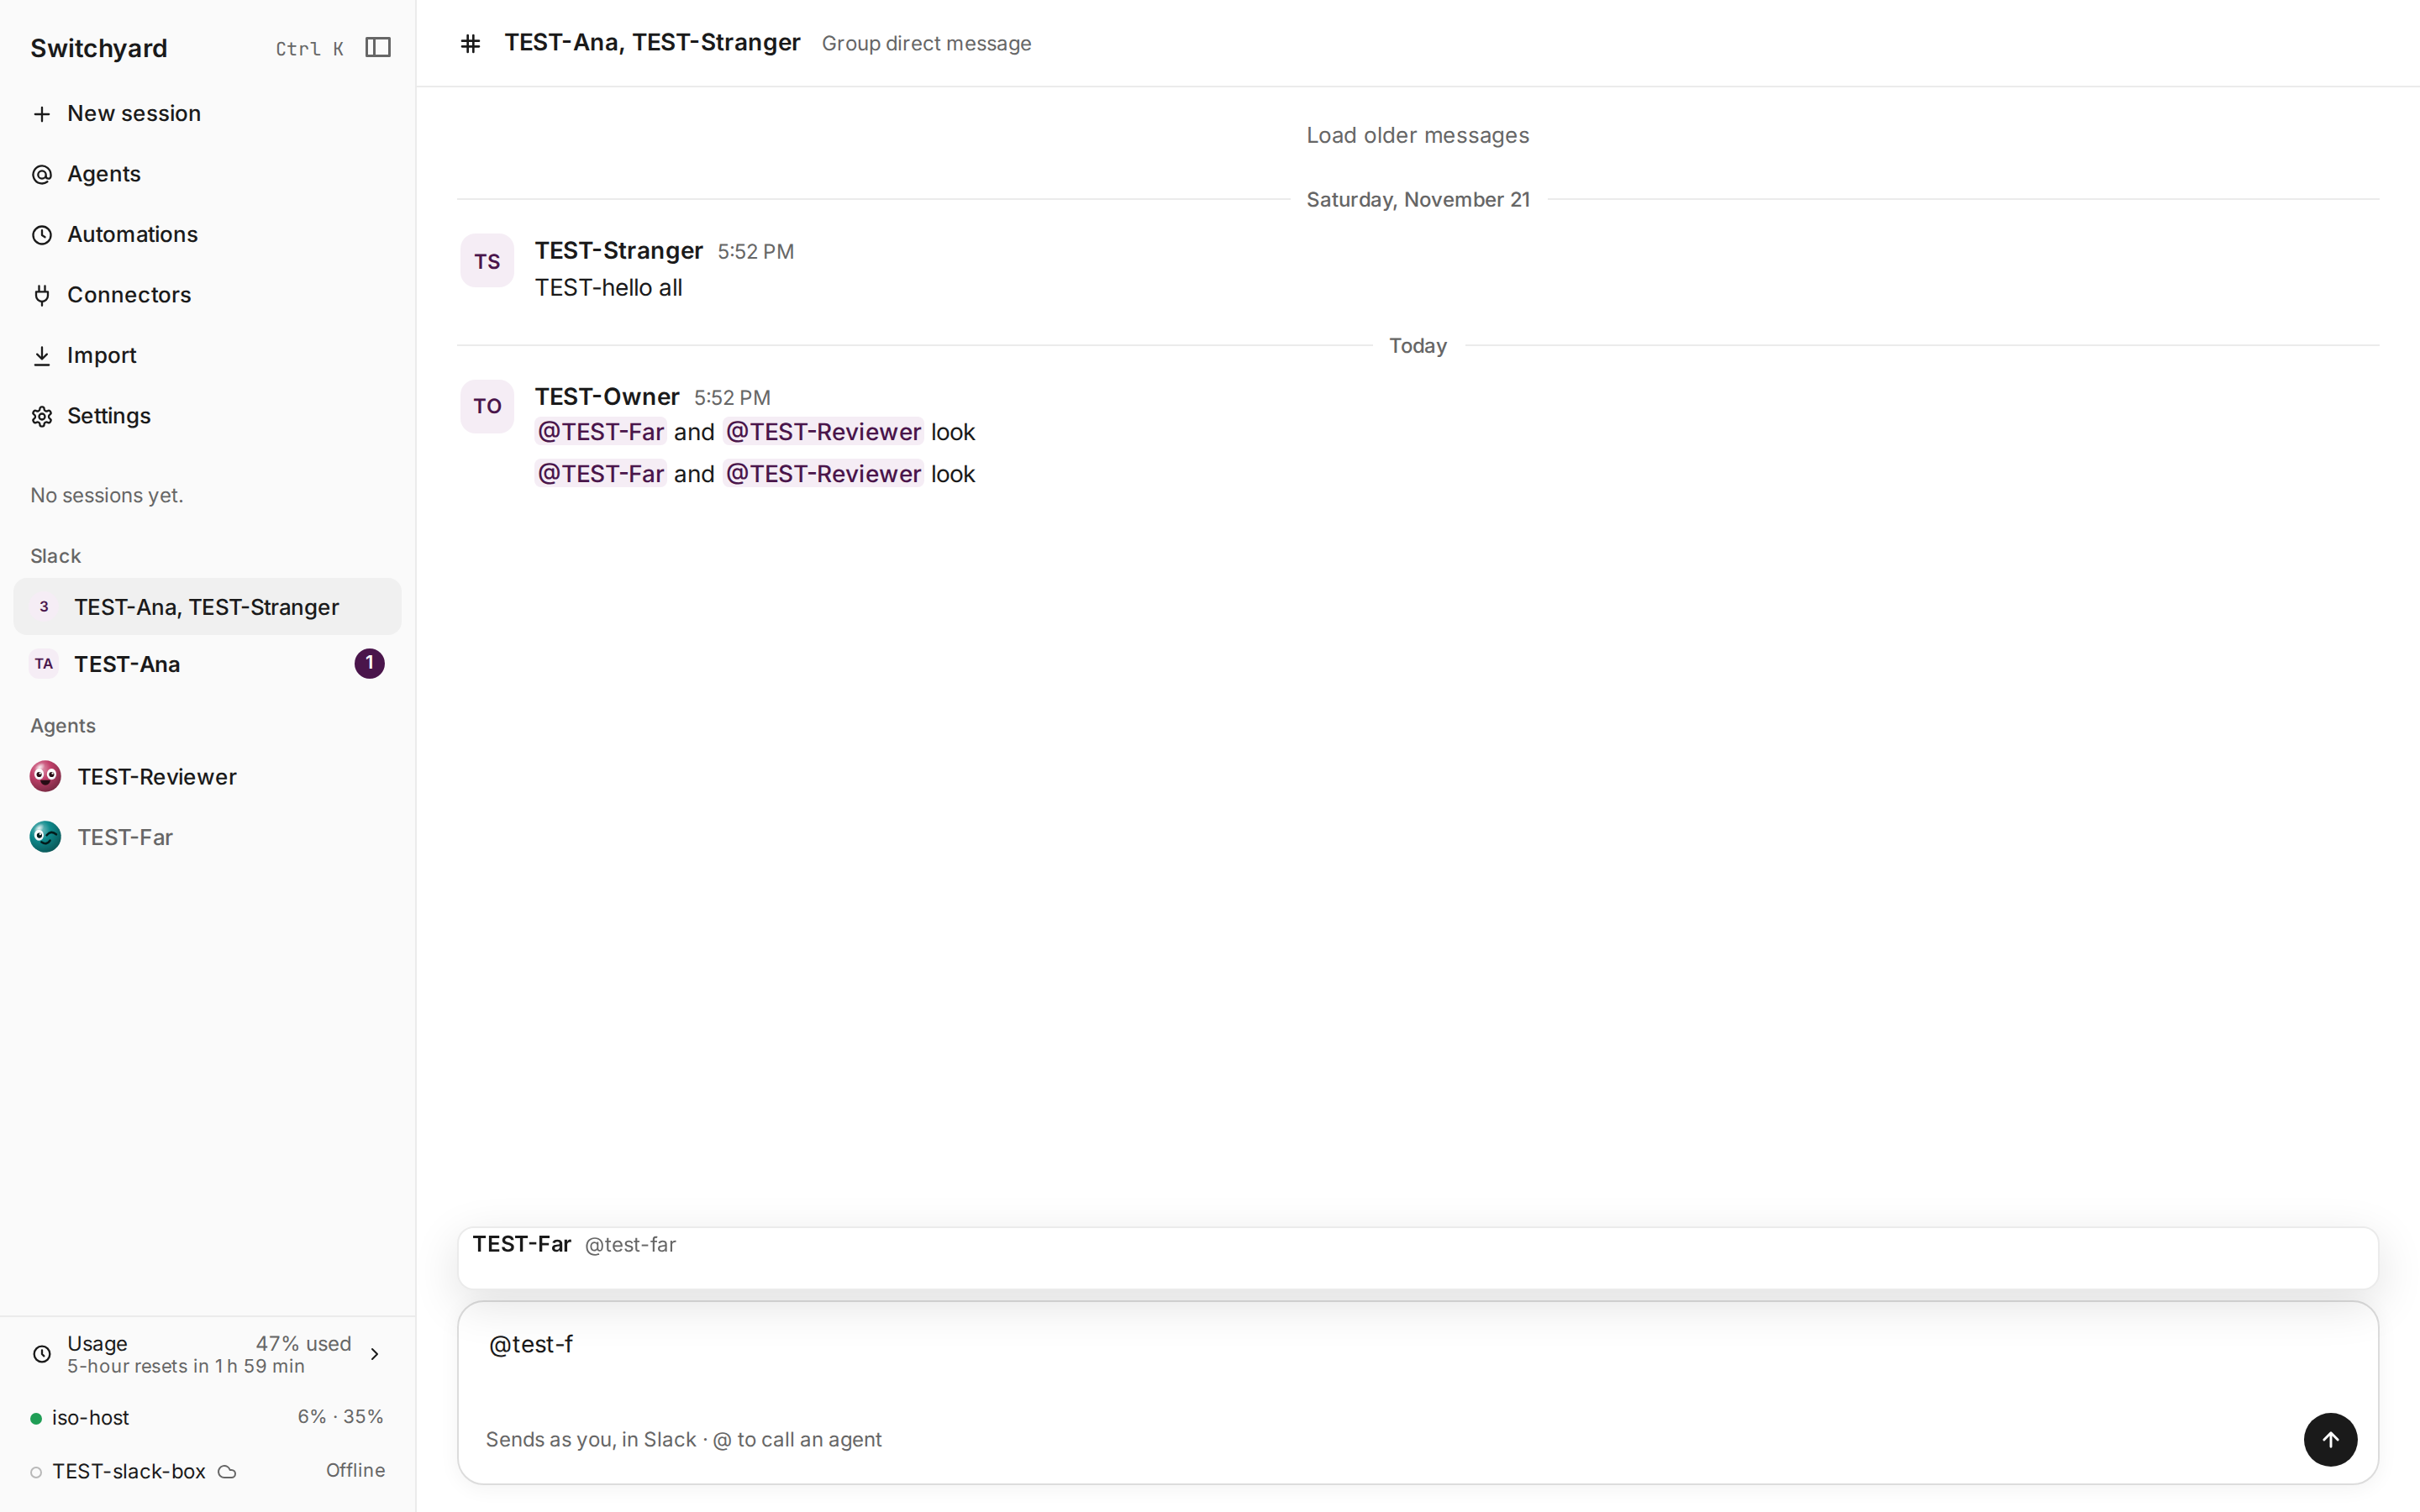 Switchyard Ctrl K
New session
Agents
Automations
Connectors
Import
Settings
No sessions yet.
Slack
3 TEST-Ana, TEST-Stranger
TA TEST-Ana 1
Agents
TEST-Reviewer
TEST-Far
Usage 47% used
5-hour resets in 1 h 59 min
iso-host 6% · 35%
TEST-slack-box Offline
# TEST-Ana, TEST-Stranger Group direct message
Load older messages
Saturday, November 21
TS TEST-Stranger 5:52 PM
TEST-hello all
Today
TO TEST-Owner 5:52 PM
@TEST-Far and @TEST-Reviewer look
@TEST-Far and @TEST-Reviewer look
TEST-Far @test-far
@test-f
Sends as you, in Slack · @ to call an agent